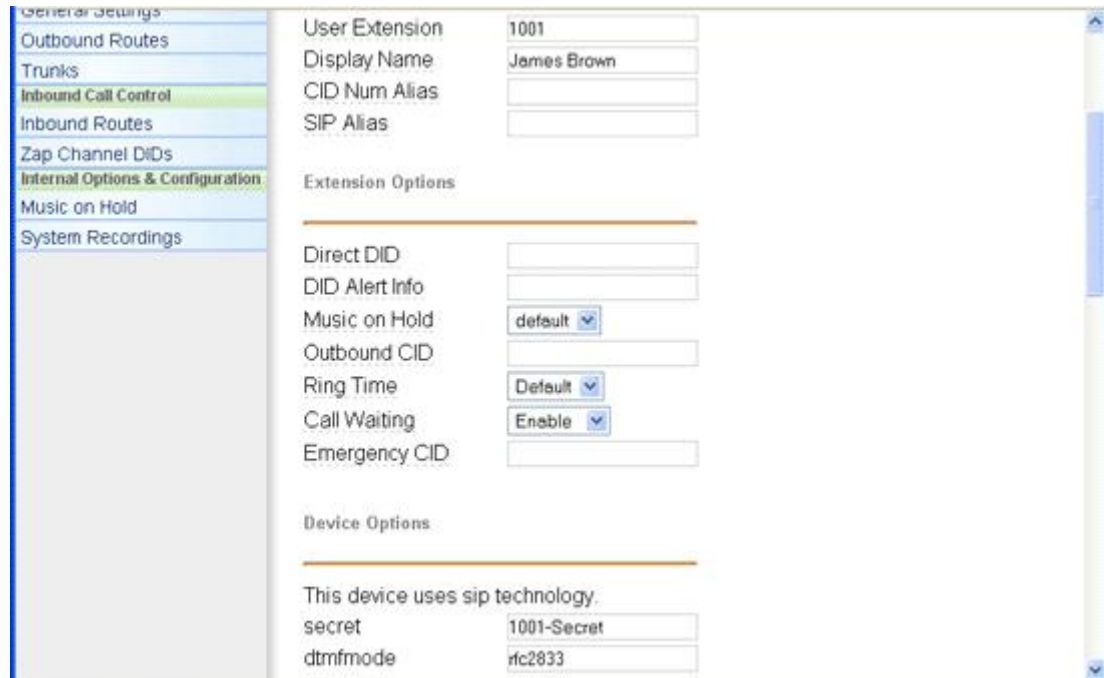 General Settings
Outbound Routes
Trunks
Inbound Call Control
Inbound Routes
Zap Channel DIDs
Internal Options & Configuration
Music on Hold
System Recordings
User Extension 1001
Display Name James Brown
CID Num Alias
SIP Alias
Extension Options
Direct DID
DID Alert Info
Music on Hold default
Outbound CID
Ring Time Default
Call Waiting Enable
Emergency CID
Device Options
This device uses sip technology.
secret 1001-Secret
dtmfmode rfc2833